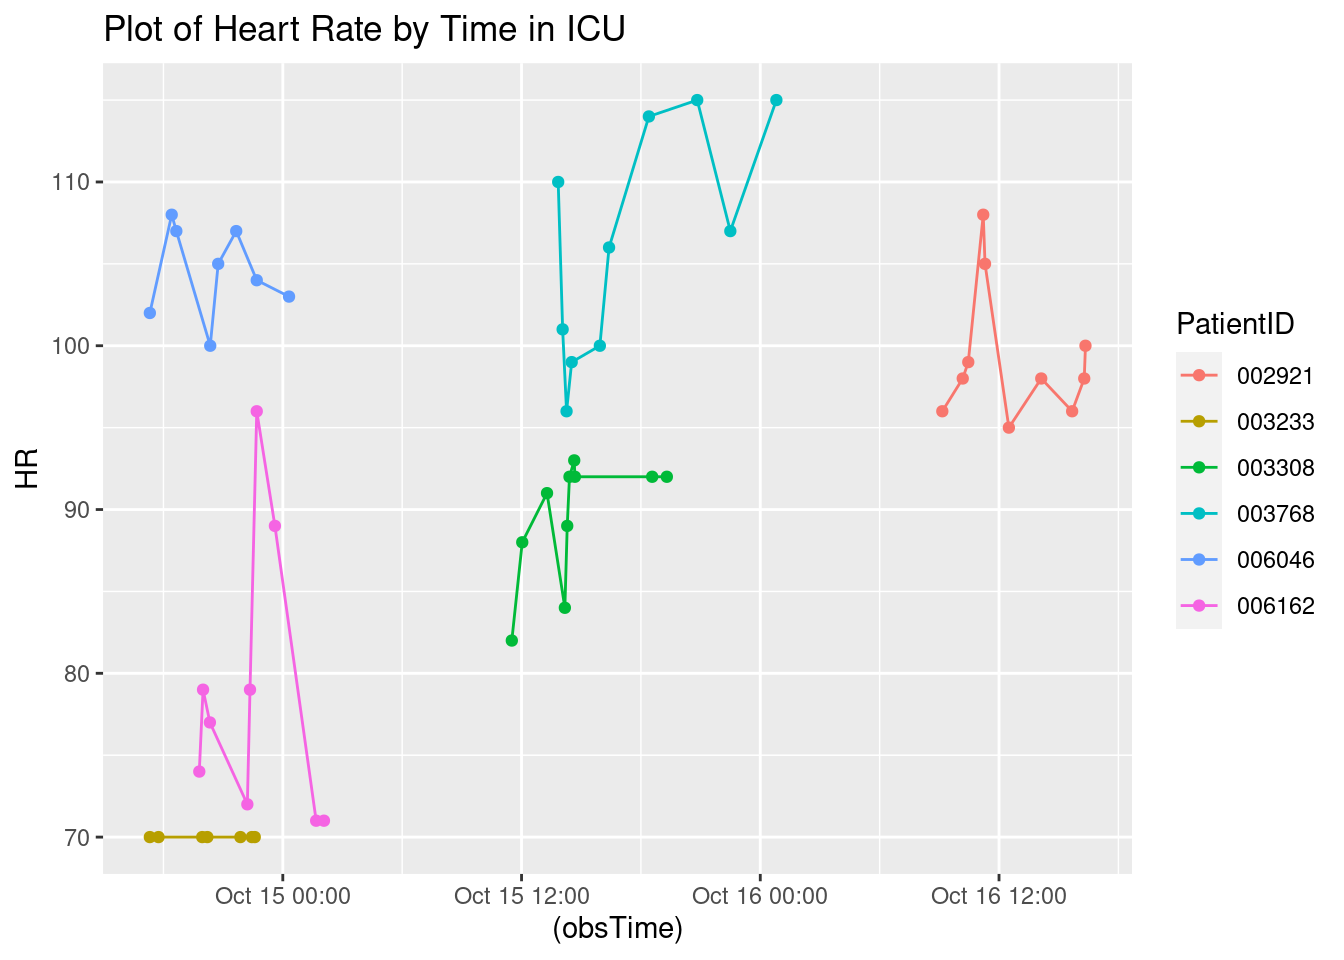 Plot of Heart Rate by Time in ICU
HR
110
100
90
80
70
Oct 15 00:00
Oct 15 12:00
Oct 16 00:00
Oct 16 12:00
(obsTime)
PatientID
002921
003233
003308
003768
006046
006162